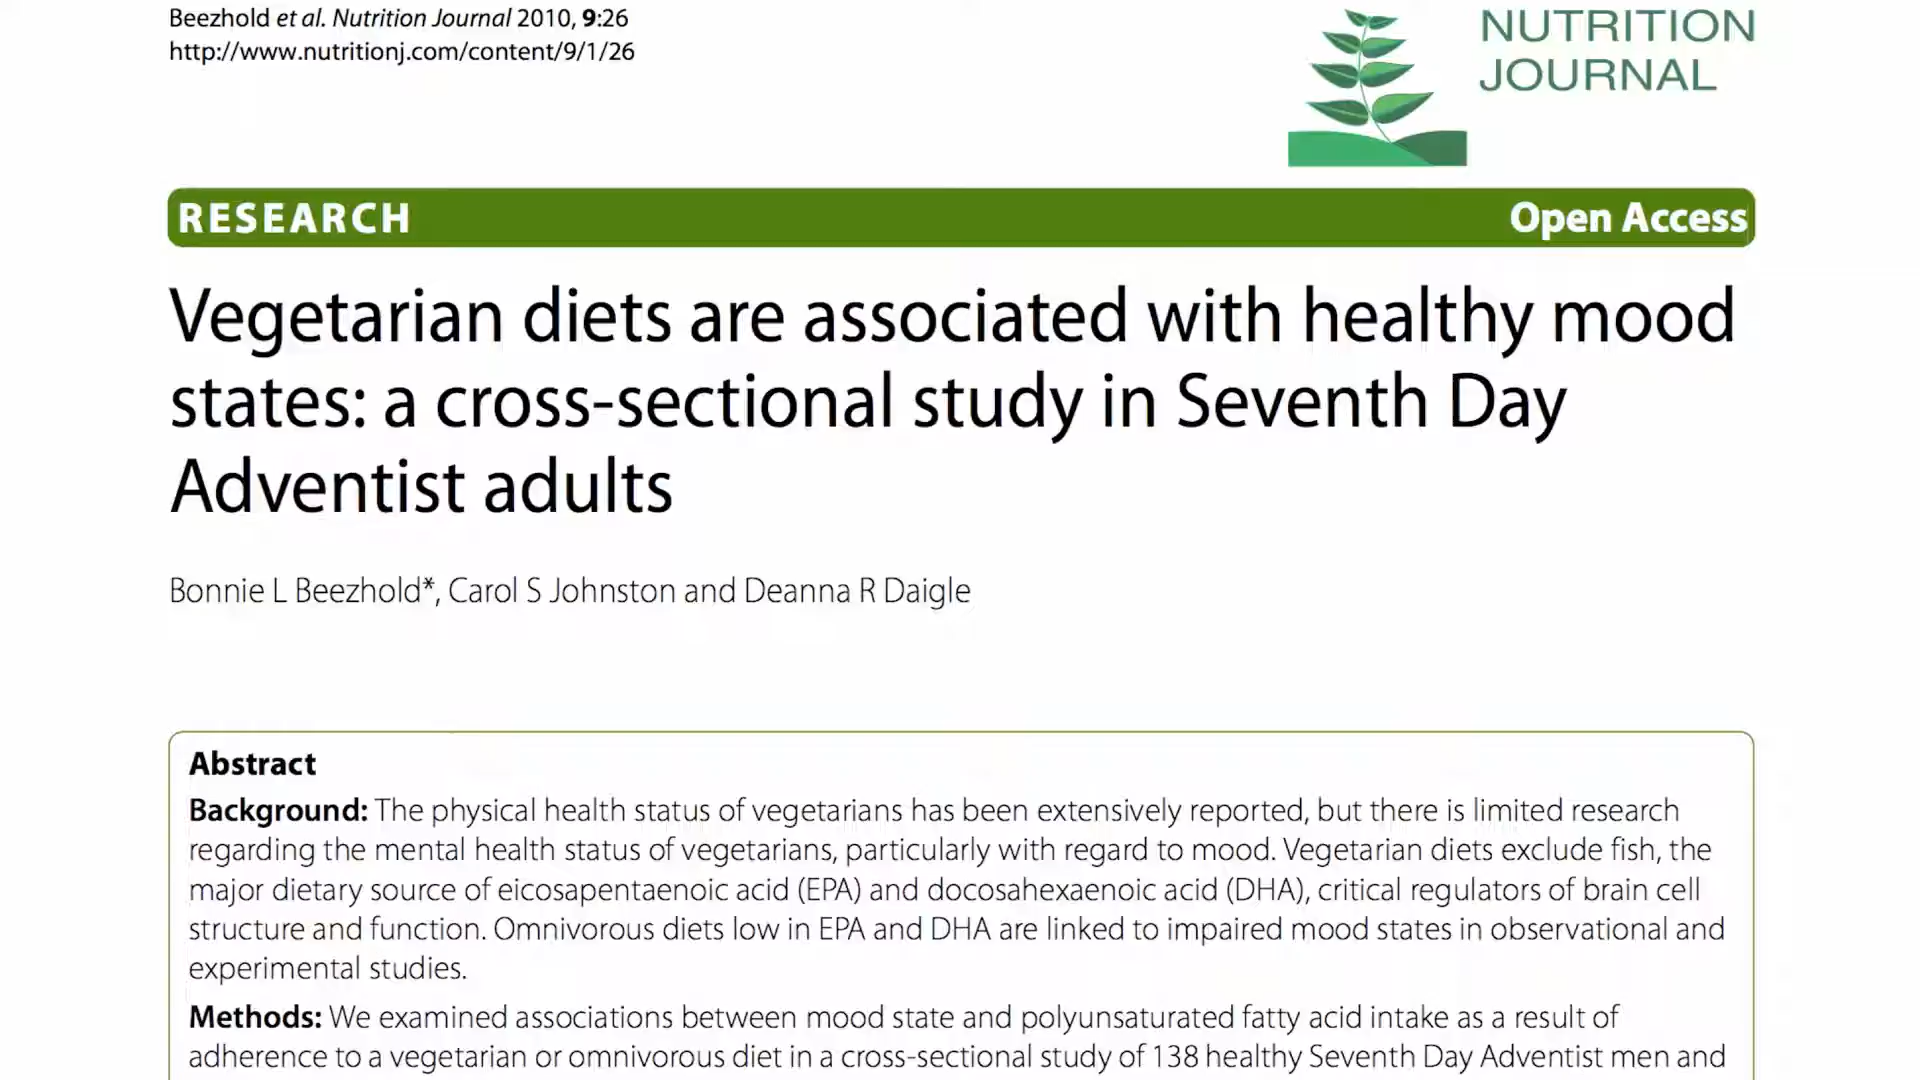 Beezhold et al. Nutrition Journal 2010, 9:26
http://www.nutritionj.com/content/9/1/26
NUTRITION
JOURNAL
RESEARCH
Open Access
Vegetarian diets are associated with healthy mood
states: a cross-sectional study in Seventh Day
Adventist adults
Bonnie L Beezhold*, Carol S Johnston and Deanna R Daigle
Abstract
Background: The physical health status of vegetarians has been extensively reported, but there is limited research
regarding the mental health status of vegetarians, particularly with regard to mood. Vegetarian diets exclude fish, the
major dietary source of eicosapentaenoic acid (EPA) and docosahexaenoic acid (DHA), critical regulators of brain cell
structure and function. Omnivorous diets low in EPA and DHA are linked to impaired mood states in observational and
experimental studies.
Methods: We examined associations between mood state and polyunsaturated fatty acid intake as a result of
adherence to a vegetarian or omnivorous diet in a cross-sectional study of 138 healthy Seventh Day Adventist men and